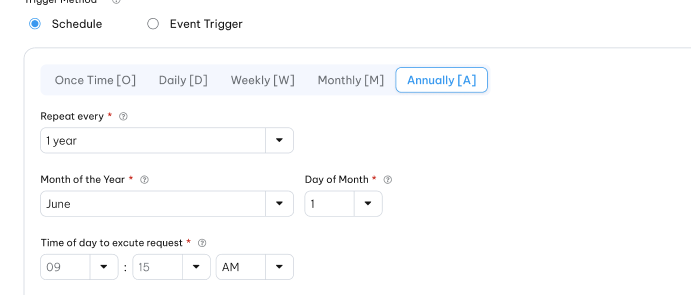 Trigger Method
Schedule Event Trigger
Once Time [O] Daily [D] Weekly [W] Monthly [M] Annually [A]
Repeat every *
1 year
Month of the Year * Day of Month *
June 1
Time of day to excute request *
09 : 15 AM